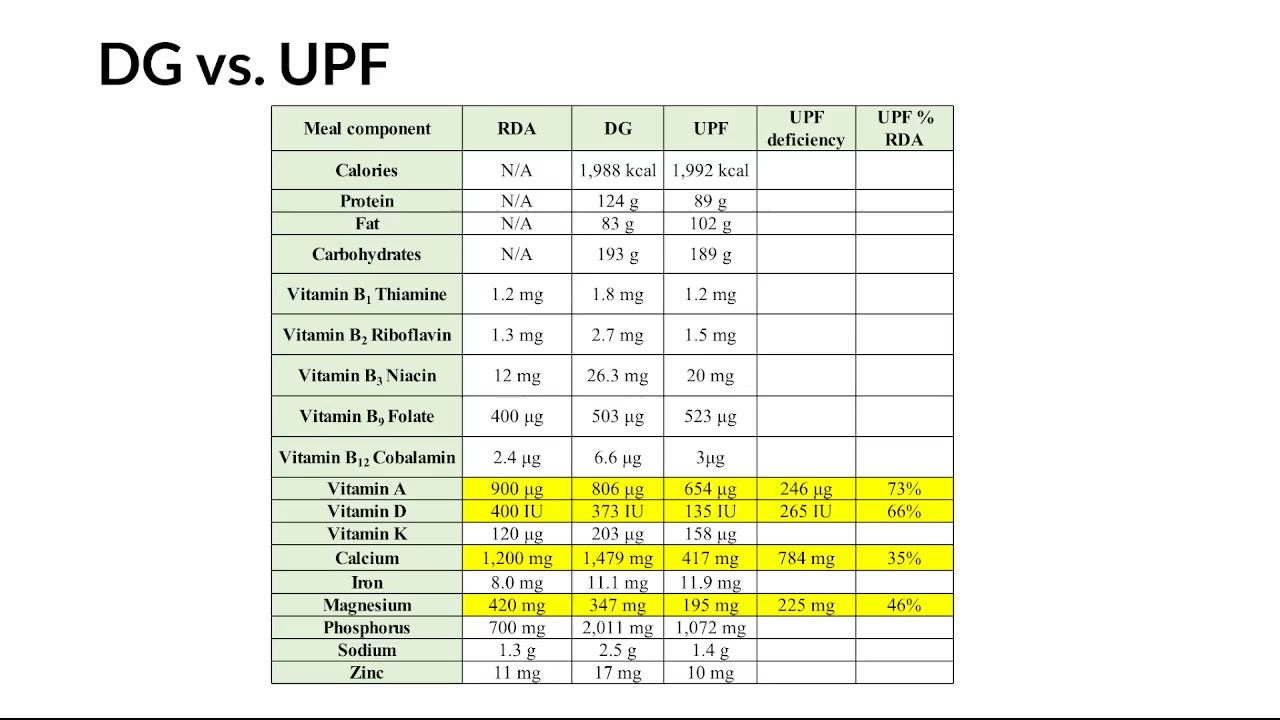 DG vs. UPF
Meal component RDA DG UPF UPF deficiency UPF % RDA
Calories N/A 1,988 kcal 1,992 kcal
Protein N/A 124 g 89 g
Fat N/A 83 g 102 g
Carbohydrates N/A 193 g 189 g
Vitamin B₁ Thiamine 1.2 mg 1.8 mg 1.2 mg
Vitamin B₂ Riboflavin 1.3 mg 2.7 mg 1.5 mg
Vitamin B₃ Niacin 12 mg 26.3 mg 20 mg
Vitamin B₉ Folate 400 µg 503 µg 523 µg
Vitamin B₁₂ Cobalamin 2.4 µg 6.6 µg 3µg
Vitamin A 900 µg 806 µg 654 µg 246 µg 73%
Vitamin D 400 IU 373 IU 135 IU 265 IU 66%
Vitamin K 120 µg 203 µg 158 µg
Calcium 1,200 mg 1,479 mg 417 mg 784 mg 35%
Iron 8.0 mg 11.1 mg 11.9 mg
Magnesium 420 mg 347 mg 195 mg 225 mg 46%
Phosphorus 700 mg 2,011 mg 1,072 mg
Sodium 1.3 g 2.5 g 1.4 g
Zinc 11 mg 17 mg 10 mg